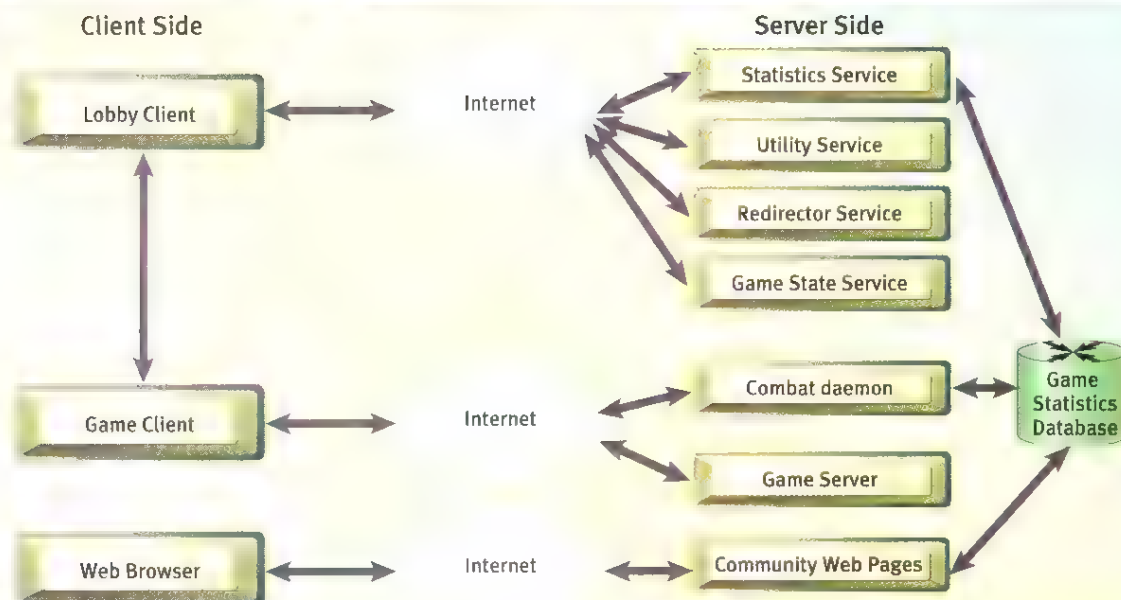 Client Side
Server Side
Lobby Client
Internet
Statistics Service
Utility Service
Redirector Service
Game State Service
Game Client
Internet
Combat daemon
Game Server
Game
Statistics
Database
Web Browser
Internet
Community Web Pages